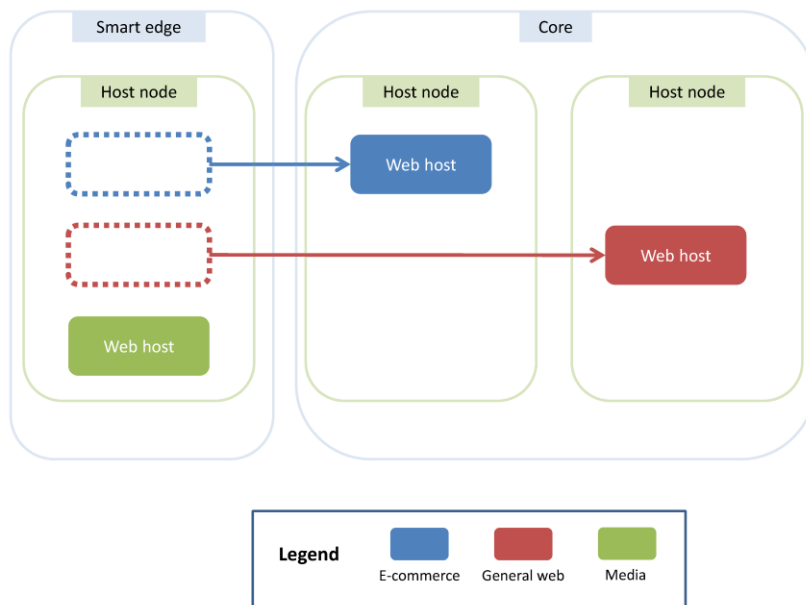 Smart edge
Core
Host node
Host node
Host node
Web host
Web host
Web host
Legend
E-commerce
General web
Media